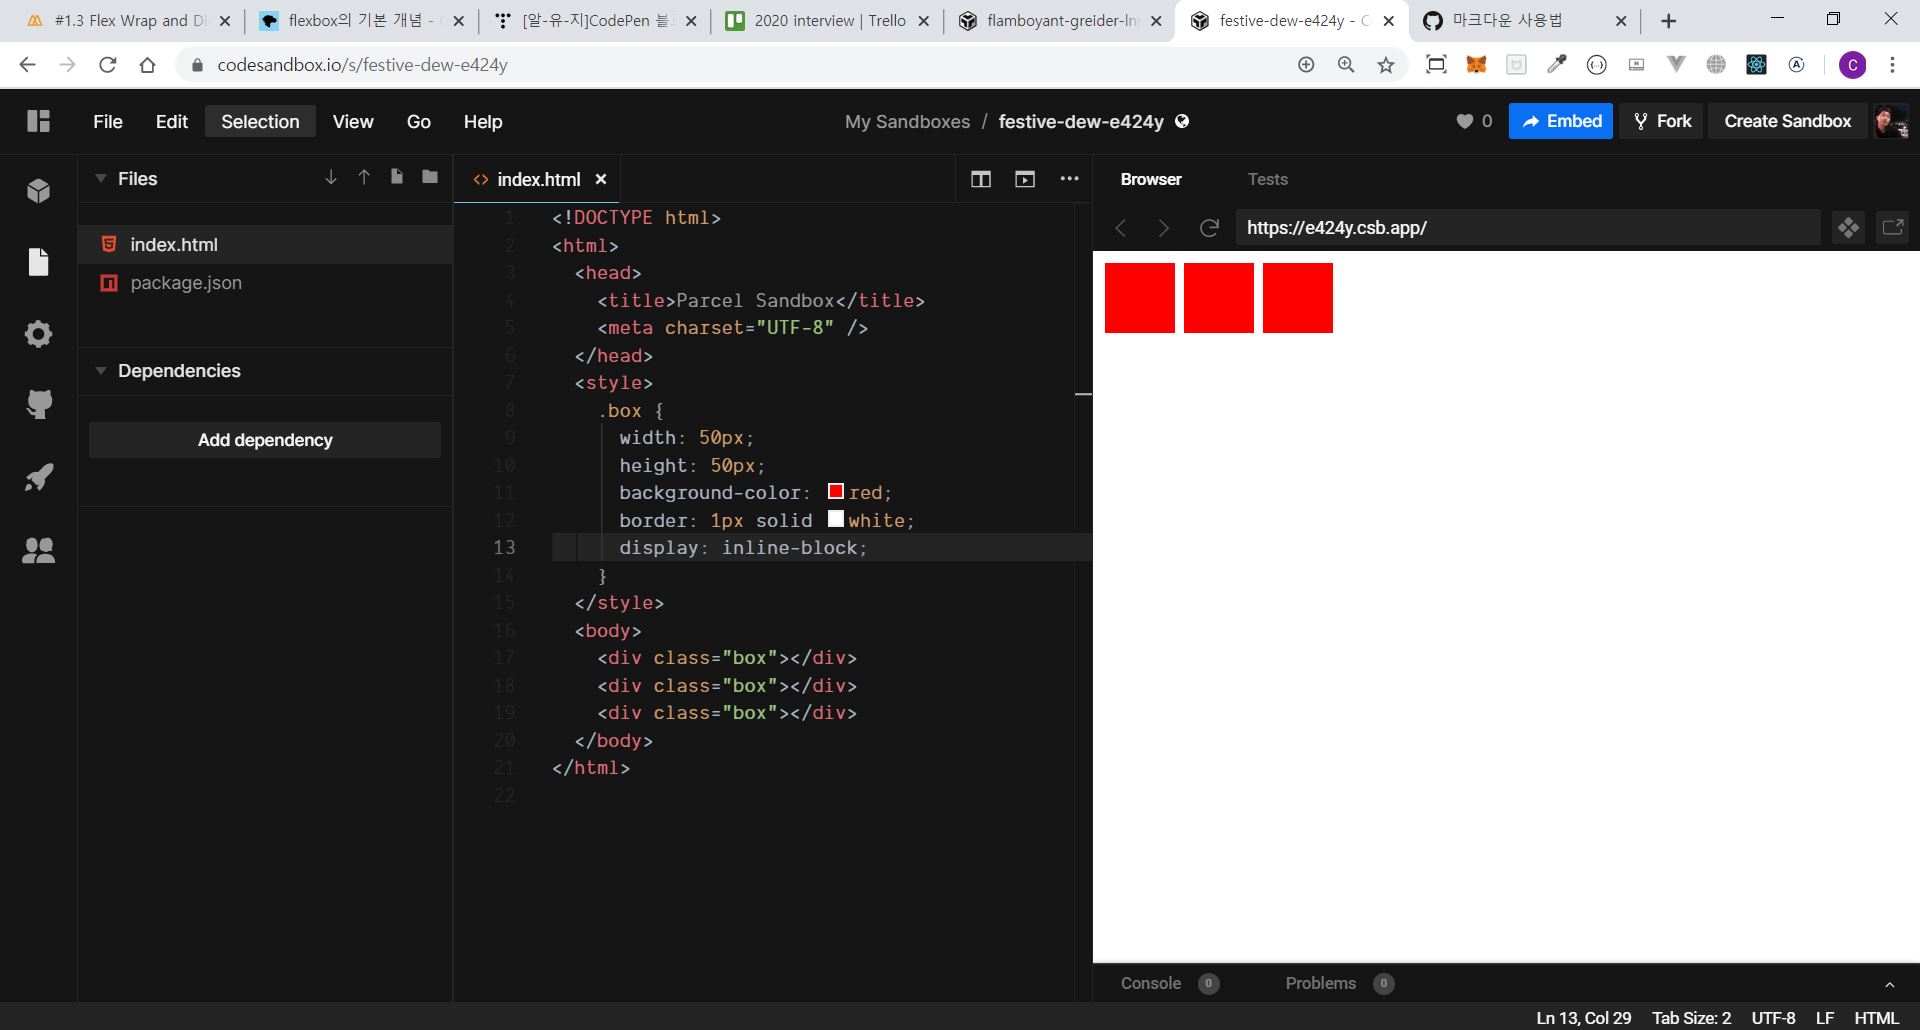 #1.3 Flex Wrap and Di
flexbox의 기본 개념 -
[알-유-지]CodePen 블
2020 interview | Trello
flamboyant-greider-ln
festive-dew-e424y - C
마크다운 사용법
codesandbox.io/s/festive-dew-e424y
C
File Edit Selection View Go Help
My Sandboxes / festive-dew-e424y
0
Embed
Fork
Create Sandbox
Files
index.html
package.json
Dependencies
Add dependency
index.html
1 <!DOCTYPE html>
2 <html>
3 <head>
4 <title>Parcel Sandbox</title>
5 <meta charset="UTF-8" />
6 </head>
7 <style>
8 .box {
9 width: 50px;
10 height: 50px;
11 background-color: red;
12 border: 1px solid white;
13 display: inline-block;
14 }
15 </style>
16 <body>
17 <div class="box"></div>
18 <div class="box"></div>
19 <div class="box"></div>
20 </body>
21 </html>
22
Browser Tests
https://e424y.csb.app/
Console 0 Problems 0
Ln 13, Col 29 Tab Size: 2 UTF-8 LF HTML